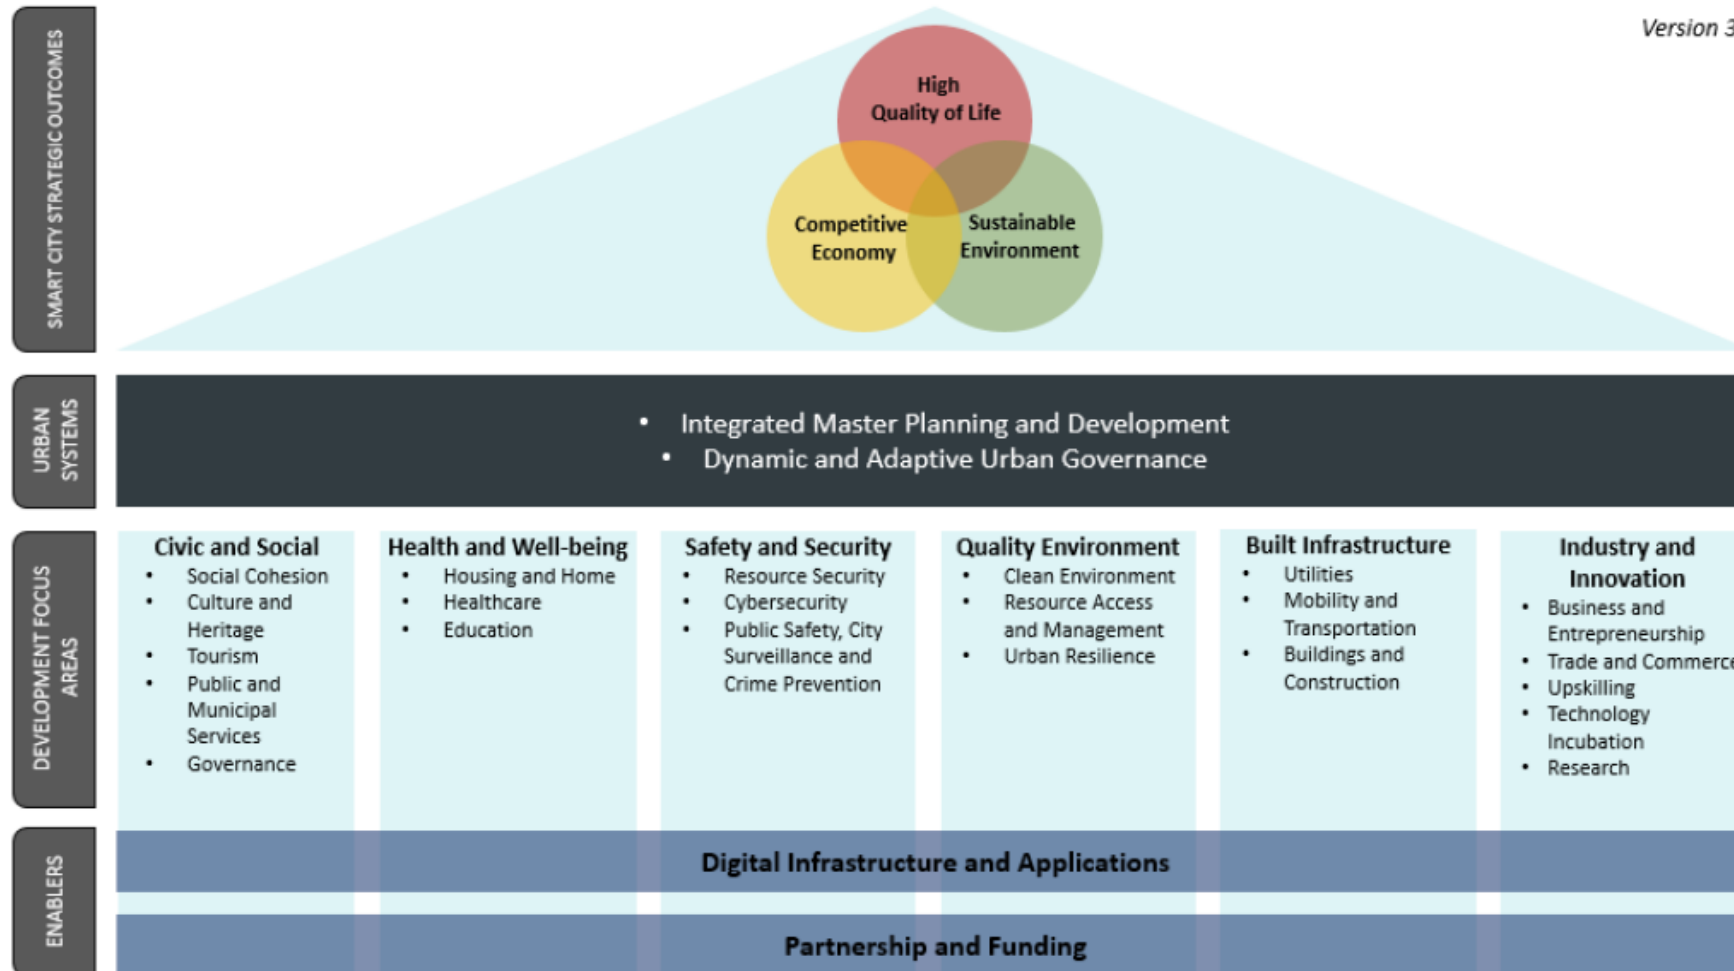 Version 3
SMART CITY STRATEGIC OUTCOMES
High
Quality of Life
Competitive
Economy
Sustainable
Environment
URBAN
SYSTEMS
• Integrated Master Planning and Development
• Dynamic and Adaptive Urban Governance
DEVELOPMENT FOCUS
AREAS
Civic and Social
• Social Cohesion
• Culture and
Heritage
• Tourism
• Public and
Municipal
Services
• Governance
Health and Well-being
• Housing and Home
• Healthcare
• Education
Safety and Security
• Resource Security
• Cybersecurity
• Public Safety, City
Surveillance and
Crime Prevention
Quality Environment
• Clean Environment
• Resource Access
and Management
• Urban Resilience
Built Infrastructure
• Utilities
• Mobility and
Transportation
• Buildings and
Construction
Industry and
Innovation
• Business and
Entrepreneurship
• Trade and Commerce
• Upskilling
• Technology
Incubation
• Research
ENABLERS
Digital Infrastructure and Applications
Partnership and Funding